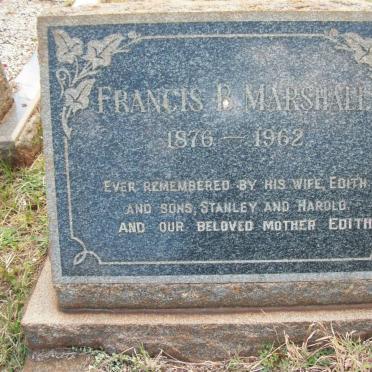 FRANCIS B. MARSHALL
1876 — 1962
EVER REMEMBERED BY HIS WIFE, EDITH
AND SONS, STANLEY AND HAROLD,
AND OUR BELOVED MOTHER EDITH